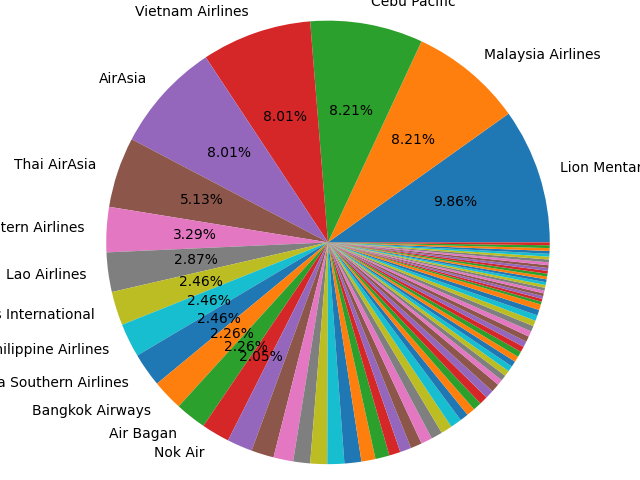 Cebu Pacific
Vietnam Airlines
Malaysia Airlines
AirAsia
Thai AirAsia
Lion Mentar
tern Airlines
Lao Airlines
s International
hilippine Airlines
a Southern Airlines
Bangkok Airways
Air Bagan
Nok Air
8.21%
8.01%
8.21%
8.01%
9.86%
5.13%
3.29%
2.87%
2.46%
2.46%
2.46%
2.26%
2.26%
2.05%